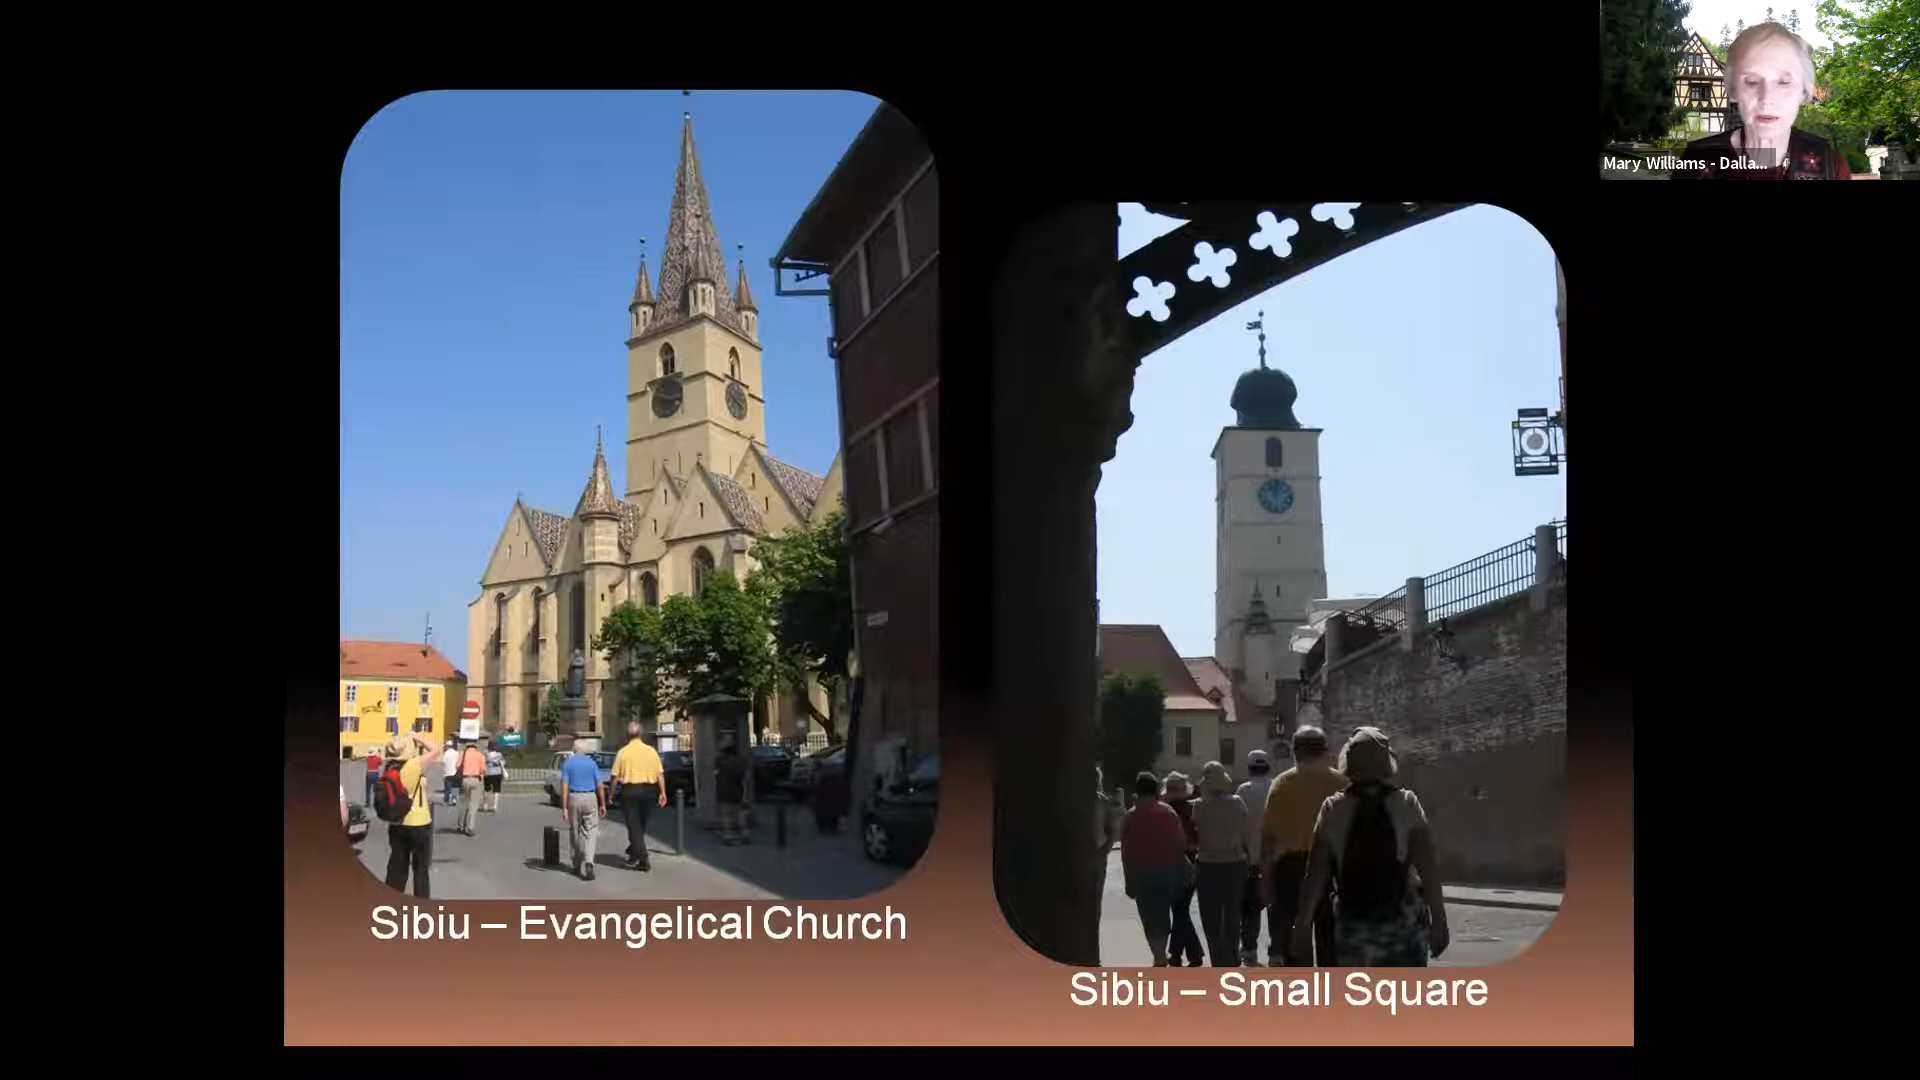 Mary Williams - Dalla...
Sibiu – Evangelical Church
Sibiu – Small Square